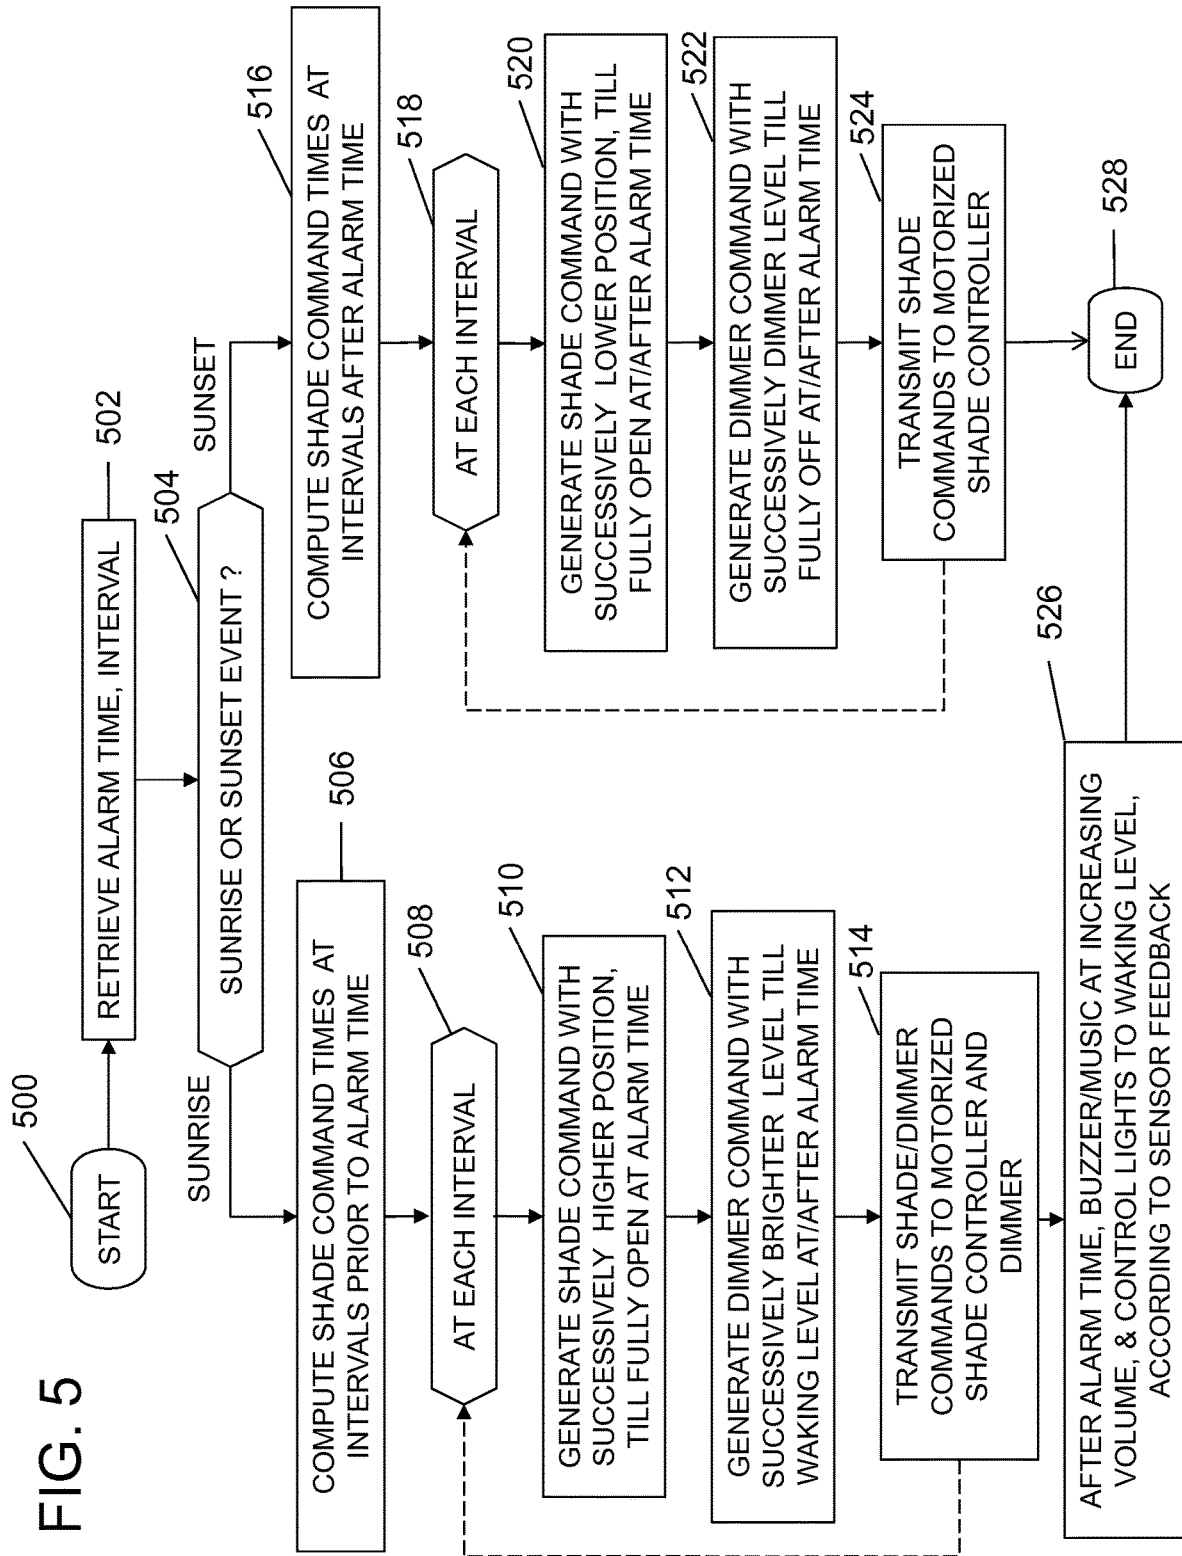 FIG. 5
500
START
RETRIEVE ALARM TIME, INTERVAL
502
504
SUNRISE OR SUNSET EVENT ?
SUNRISE
SUNSET
COMPUTE SHADE COMMAND TIMES AT
INTERVALS PRIOR TO ALARM TIME
506
AT EACH INTERVAL
508
GENERATE SHADE COMMAND WITH
SUCCESSIVELY HIGHER POSITION,
TILL FULLY OPEN AT ALARM TIME
510
GENERATE DIMMER COMMAND WITH
SUCCESSIVELY BRIGHTER LEVEL TILL
WAKING LEVEL AT/AFTER ALARM TIME
512
TRANSMIT SHADE/DIMMER
COMMANDS TO MOTORIZED
SHADE CONTROLLER AND
DIMMER
514
COMPUTE SHADE COMMAND TIMES AT
INTERVALS AFTER ALARM TIME
516
AT EACH INTERVAL
518
GENERATE SHADE COMMAND WITH
SUCCESSIVELY LOWER POSITION, TILL
FULLY OPEN AT/AFTER ALARM TIME
520
GENERATE DIMMER COMMAND WITH
SUCCESSIVELY DIMMER LEVEL TILL
FULLY OFF AT/AFTER ALARM TIME
522
TRANSMIT SHADE
COMMANDS TO MOTORIZED
SHADE CONTROLLER
524
AFTER ALARM TIME, BUZZER/MUSIC AT INCREASING
VOLUME, & CONTROL LIGHTS TO WAKING LEVEL,
ACCORDING TO SENSOR FEEDBACK
526
END
528